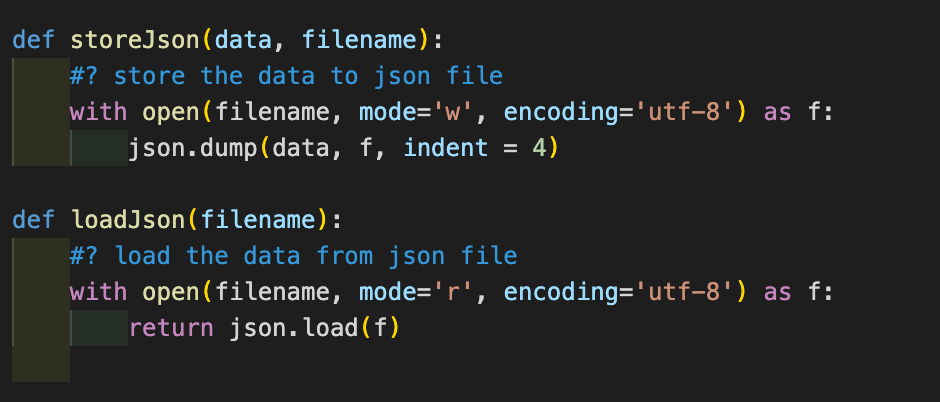 def storeJson(data, filename):
    #? store the data to json file
    with open(filename, mode='w', encoding='utf-8') as f:
        json.dump(data, f, indent = 4)
def loadJson(filename):
    #? load the data from json file
    with open(filename, mode='r', encoding='utf-8') as f:
        return json.load(f)